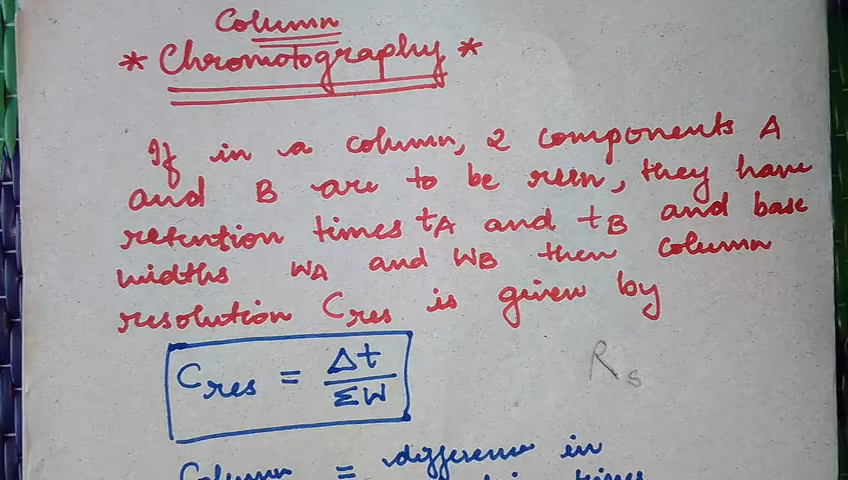 Column
* Chromotography *
If in a column, 2 components A
and B are to be reen, they have
retention times tA and tB and base
widths WA and WB then column
resolution Cres is given by
Cres = Δt / ΣW
Rs
Column = difference in
times